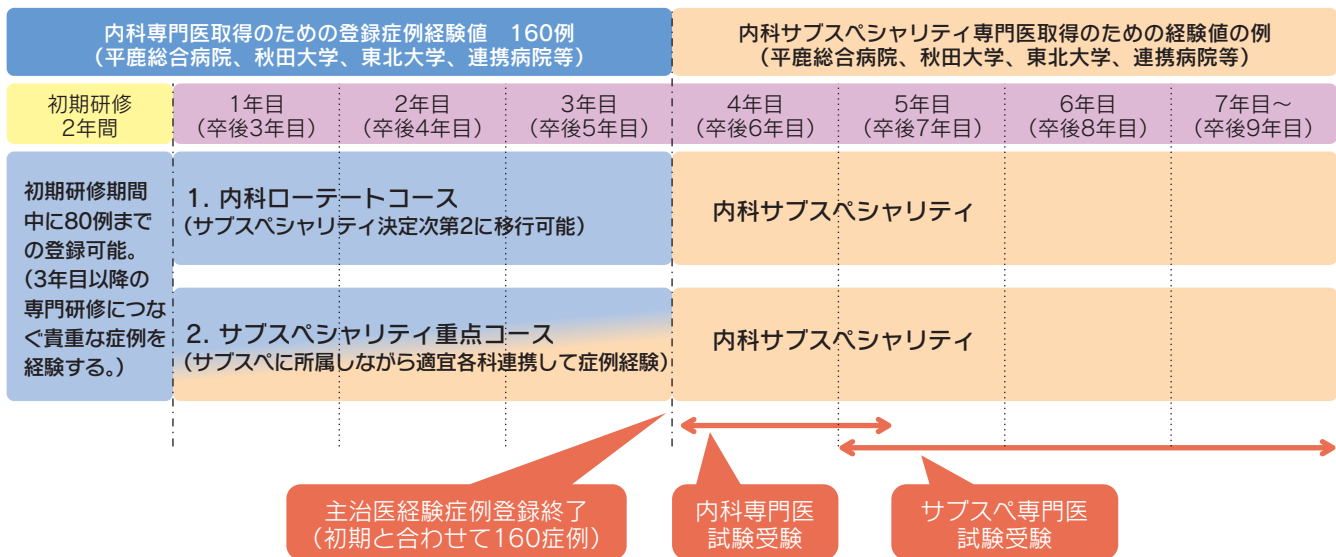 内科専門医取得のための登録症例経験値　160例
（平鹿総合病院、秋田大学、東北大学、連携病院等）
内科サブスペシャリティ専門医取得のための経験値の例
（平鹿総合病院、秋田大学、東北大学、連携病院等）
初期研修
2年間
1年目
（卒後3年目）
2年目
（卒後4年目）
3年目
（卒後5年目）
4年目
（卒後6年目）
5年目
（卒後7年目）
6年目
（卒後8年目）
7年目〜
（卒後9年目）
初期研修期間
中に80例まで
の登録可能。
（3年目以降の
専門研修につな
ぐ貴重な症例を
経験する。）
1. 内科ローテートコース
（サブスペシャリティ決定次第2に移行可能）
内科サブスペシャリティ
2. サブスペシャリティ重点コース
（サブスペに所属しながら適宜各科連携して症例経験）
内科サブスペシャリティ
主治医経験症例登録終了
（初期と合わせて160症例）
内科専門医
試験受験
サブスペ専門医
試験受験